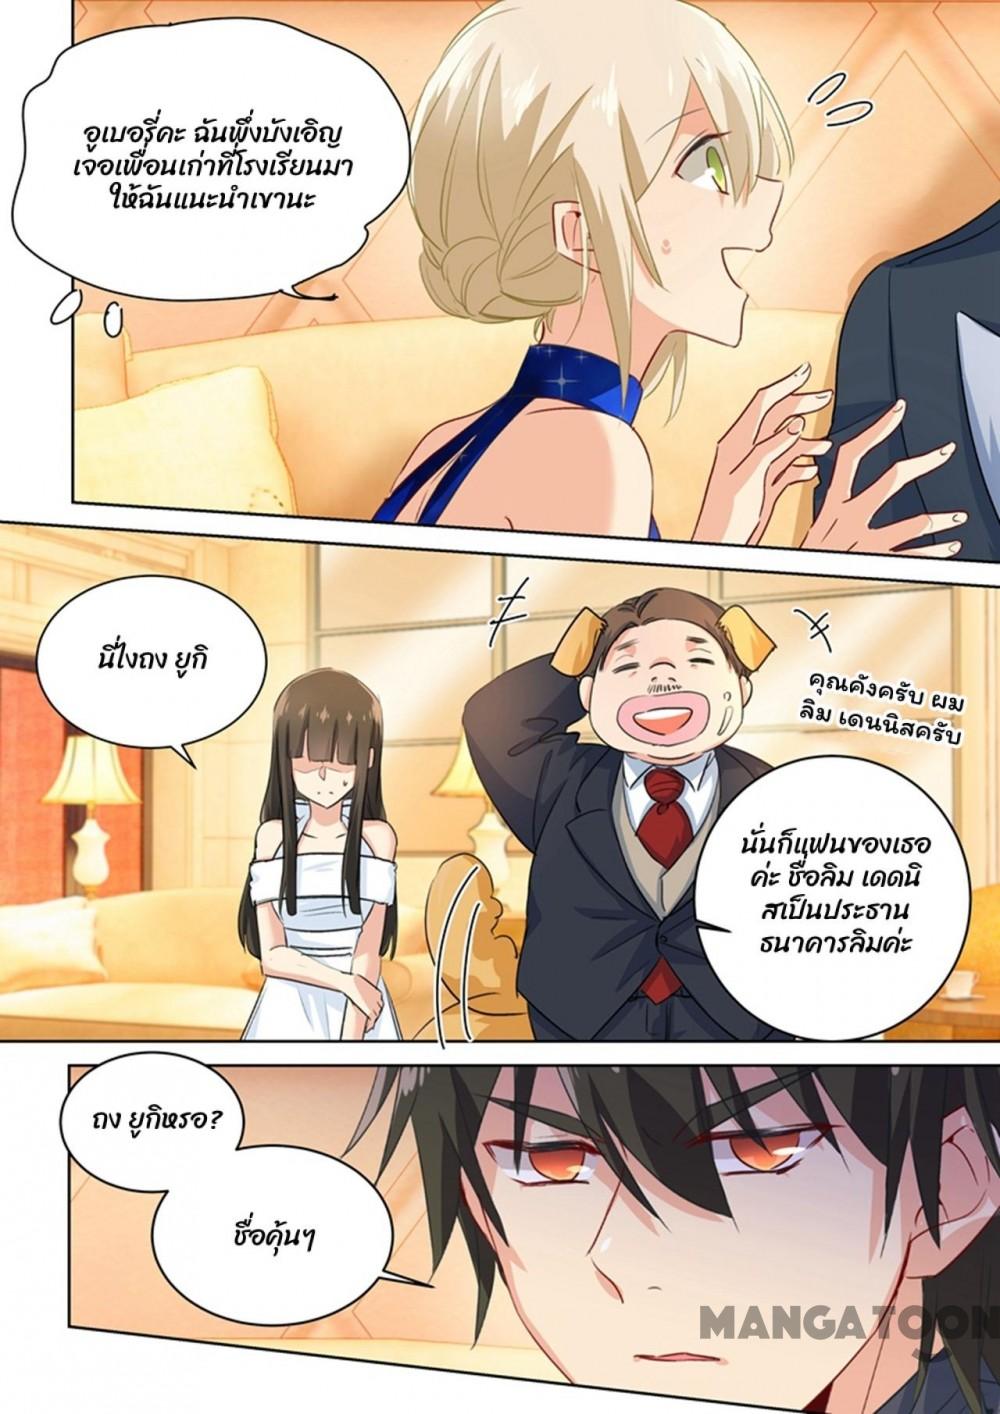 อูเบอรี่คะ ฉันพึ่งบังเอิญ
เจอเพื่อนเก่าที่โรงเรียนมา
ให้ฉันแนะนำเขานะ
นี่ไงถง ยูกิ
คุณคังครับ ผม
ลิม เดนนิสครับ
นั่นก็แฟนของเธอ
ค่ะ ชื่อลิม เดดนิ
สเป็นประธาน
ธนาคารลิมค่ะ
ถง ยูกิหรอ?
ชื่อคุ้นๆ
MANGATOON